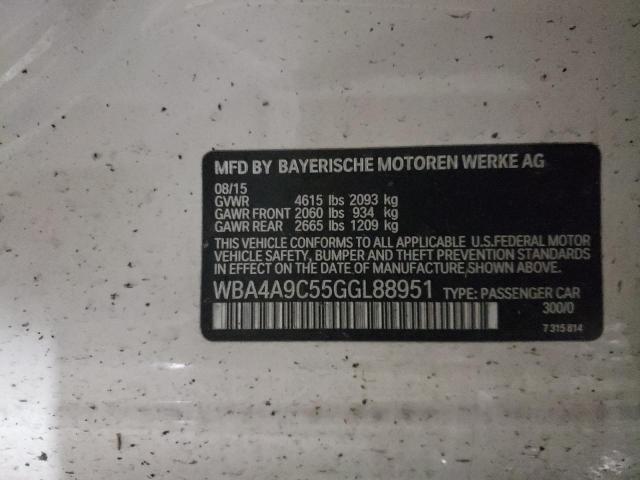 MFD BY BAYERISCHE MOTOREN WERKE AG
08/15
GVWR 4615 lbs 2093 kg
GAWR FRONT 2060 lbs 934 kg
GAWR REAR 2665 lbs 1209 kg
THIS VEHICLE CONFORMS TO ALL APPLICABLE U.S.FEDERAL MOTOR
VEHICLE SAFETY, BUMPER AND THEFT PREVENTION STANDARDS
IN EFFECT ON THE DATE OF MANUFACTURE,SHOWN ABOVE.
WBA4A9C55GGL88951 TYPE: PASSENGER CAR
300/0
7 315 814